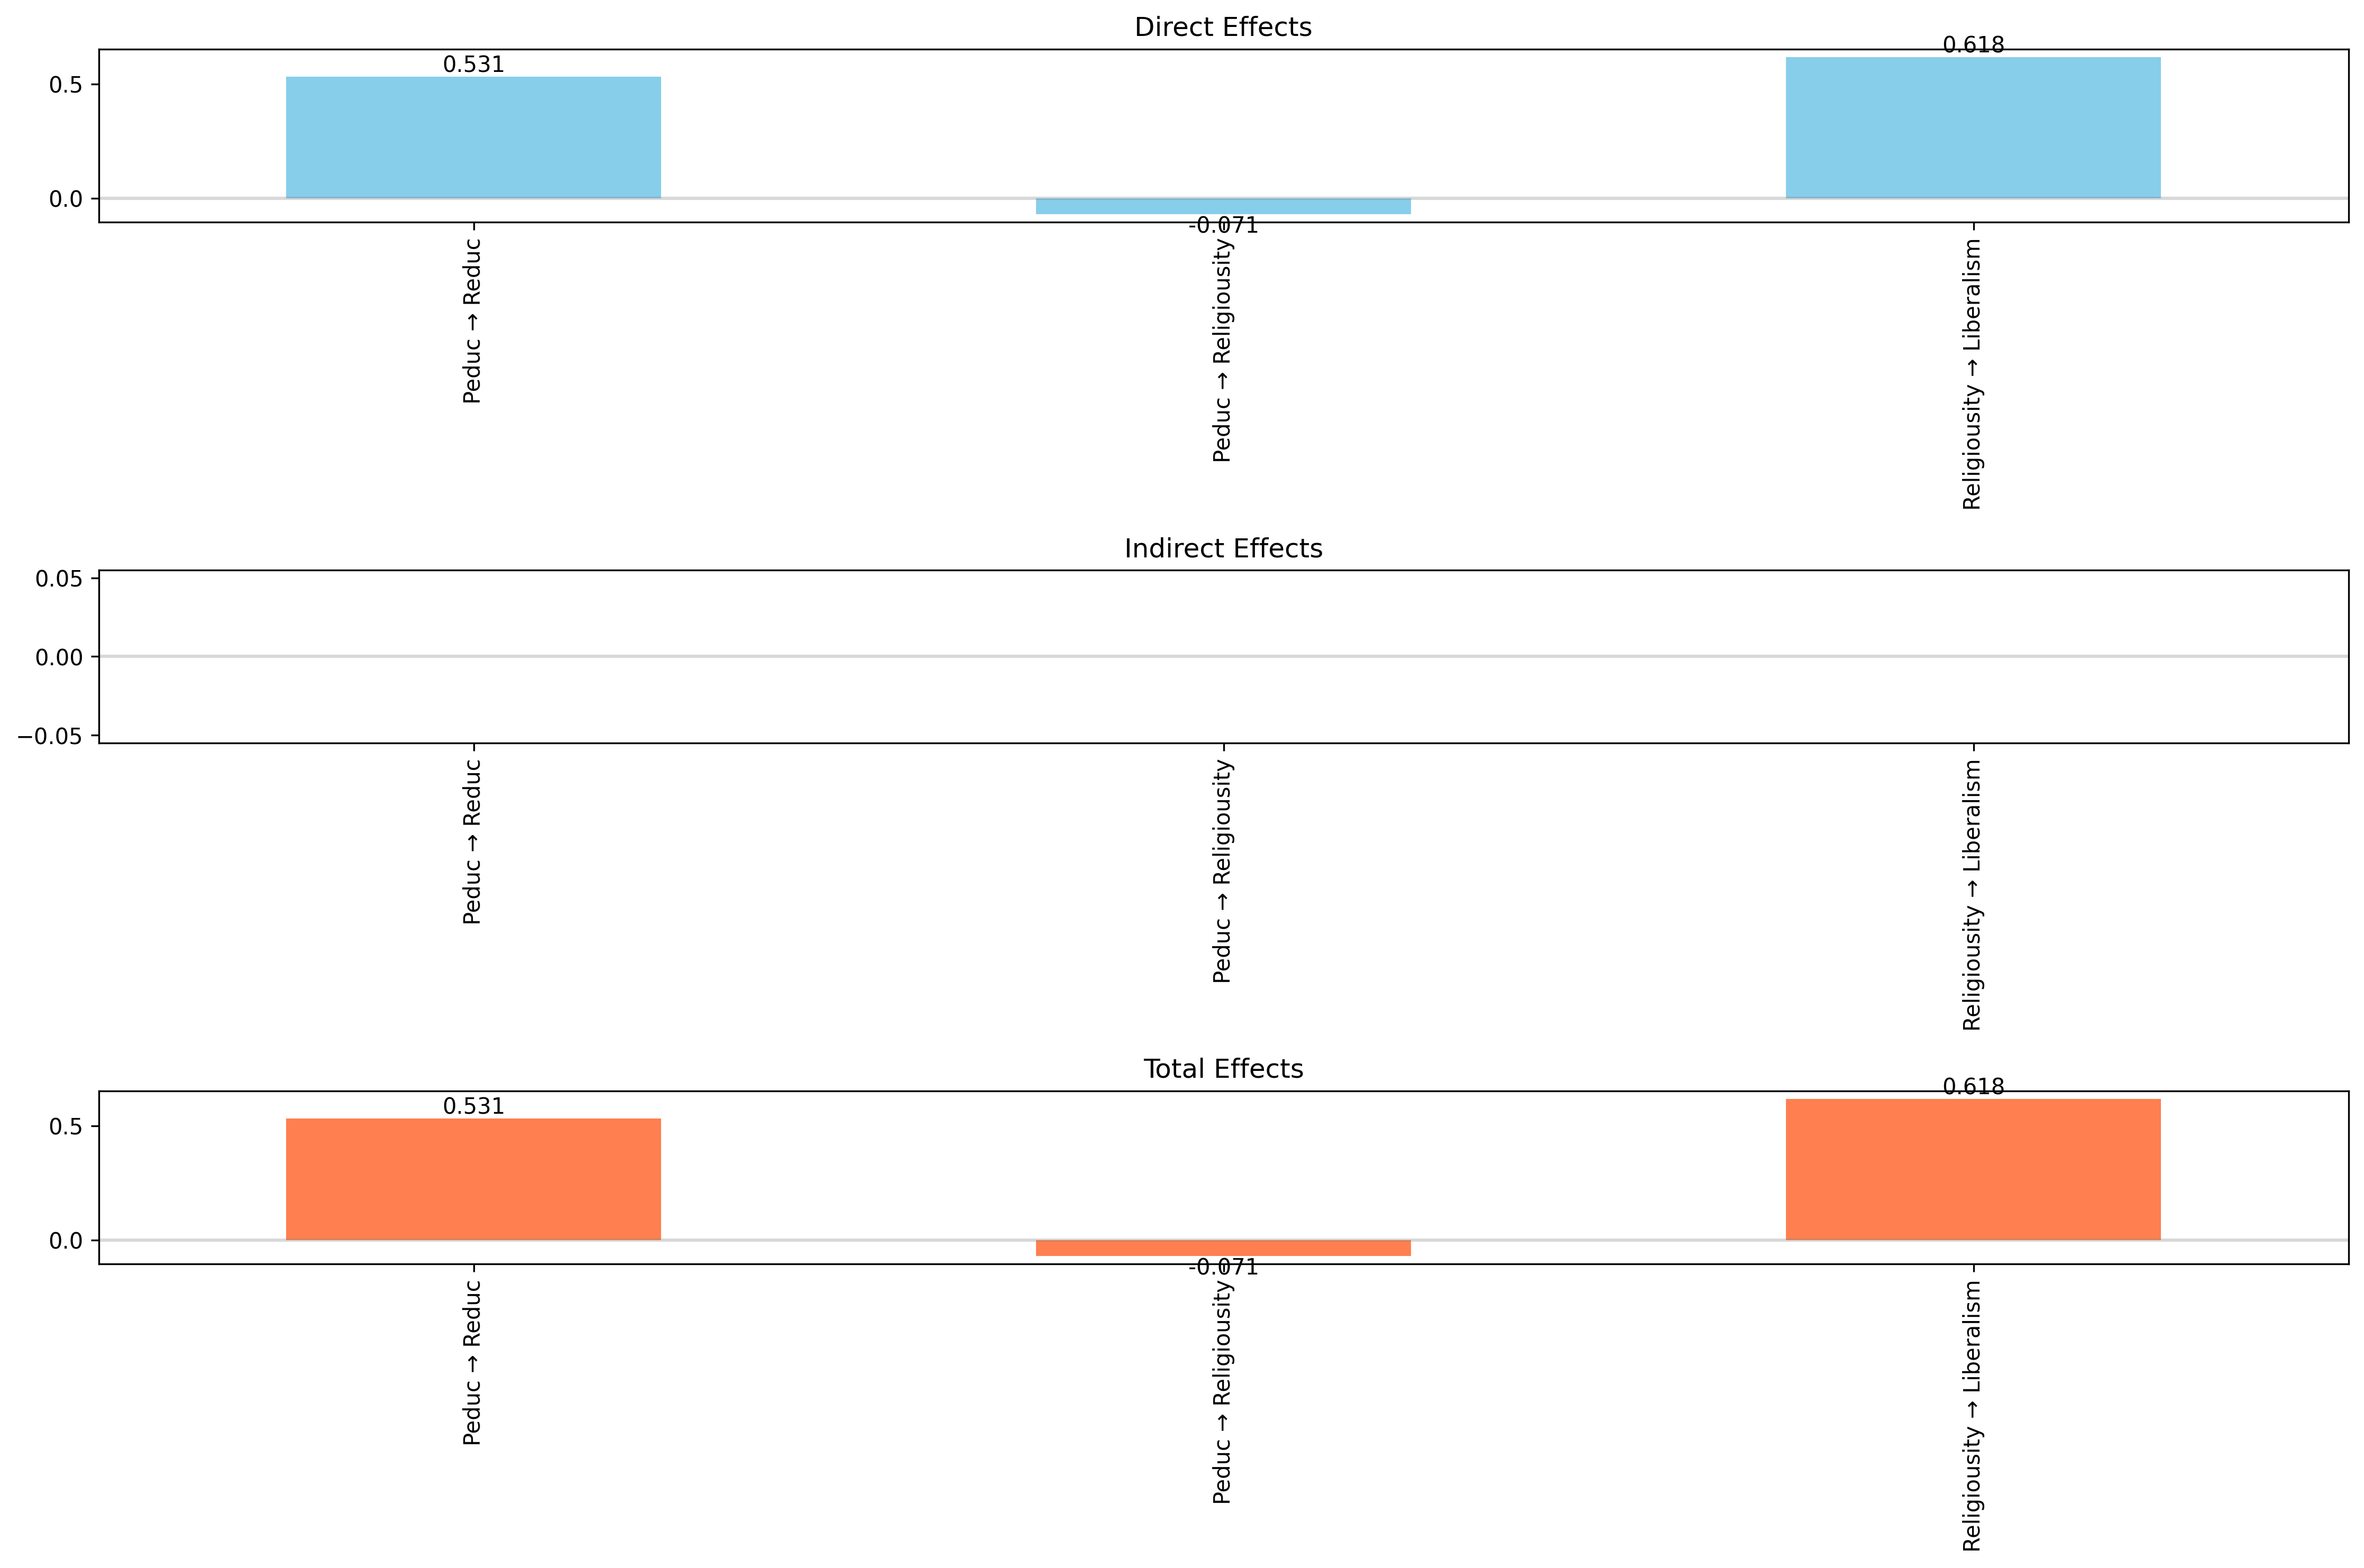 Direct Effects
0.5
0.0
0.531
-0.071
0.618
Peduc → Reduc
Peduc → Religiousity
Religiousity → Liberalism
Indirect Effects
0.05
0.00
−0.05
Peduc → Reduc
Peduc → Religiousity
Religiousity → Liberalism
Total Effects
0.5
0.0
0.531
-0.071
0.618
Peduc → Reduc
Peduc → Religiousity
Religiousity → Liberalism